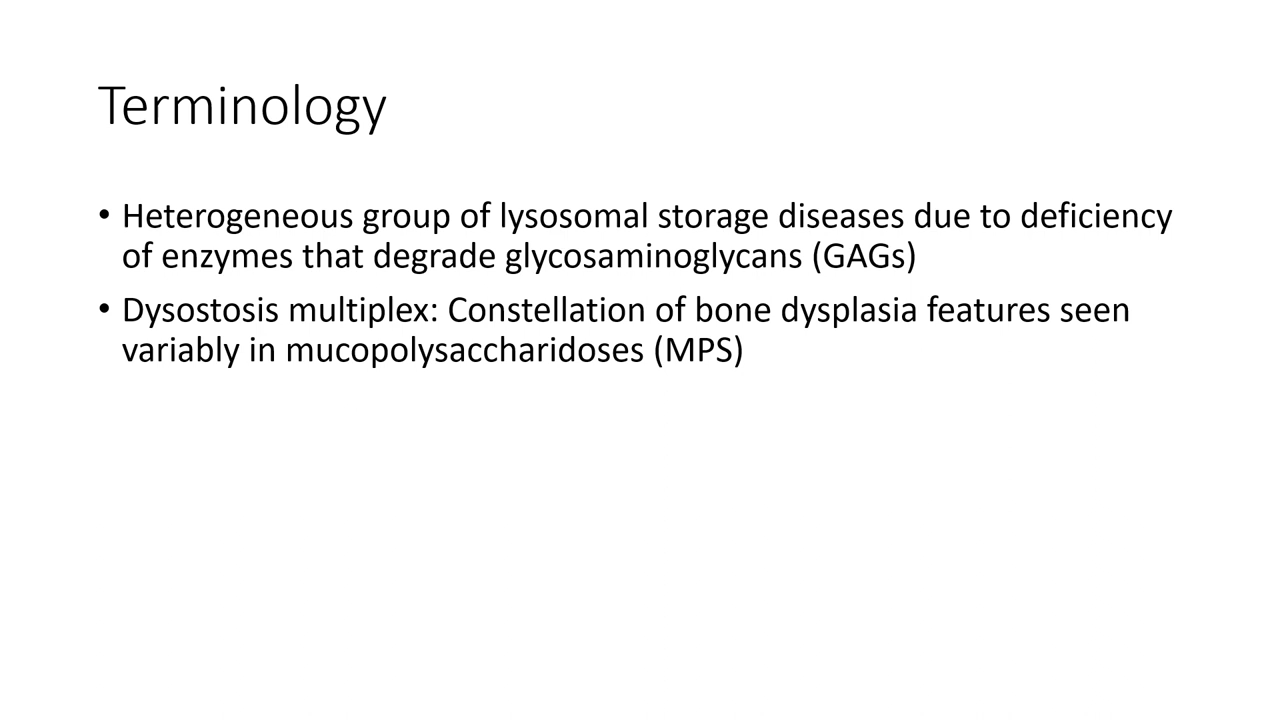 Terminology
• Heterogeneous group of lysosomal storage diseases due to deficiency
of enzymes that degrade glycosaminoglycans (GAGs)
• Dysostosis multiplex: Constellation of bone dysplasia features seen
variably in mucopolysaccharidoses (MPS)